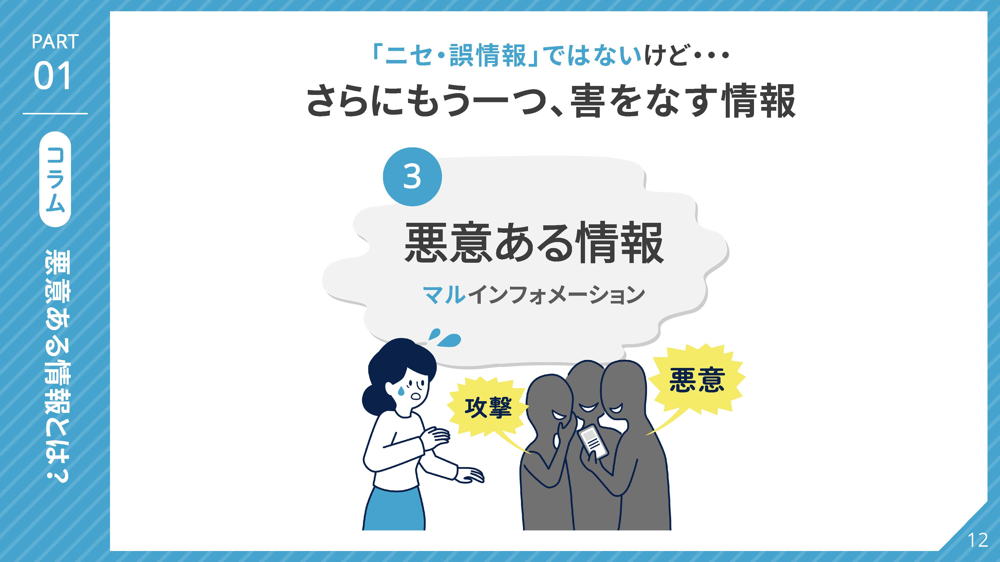 PART
01
コラム
悪意ある情報とは？
「ニセ・誤情報」ではないけど・・・
さらにもう一つ、害をなす情報
3
悪意ある情報
マルインフォメーション
攻撃
悪意
12